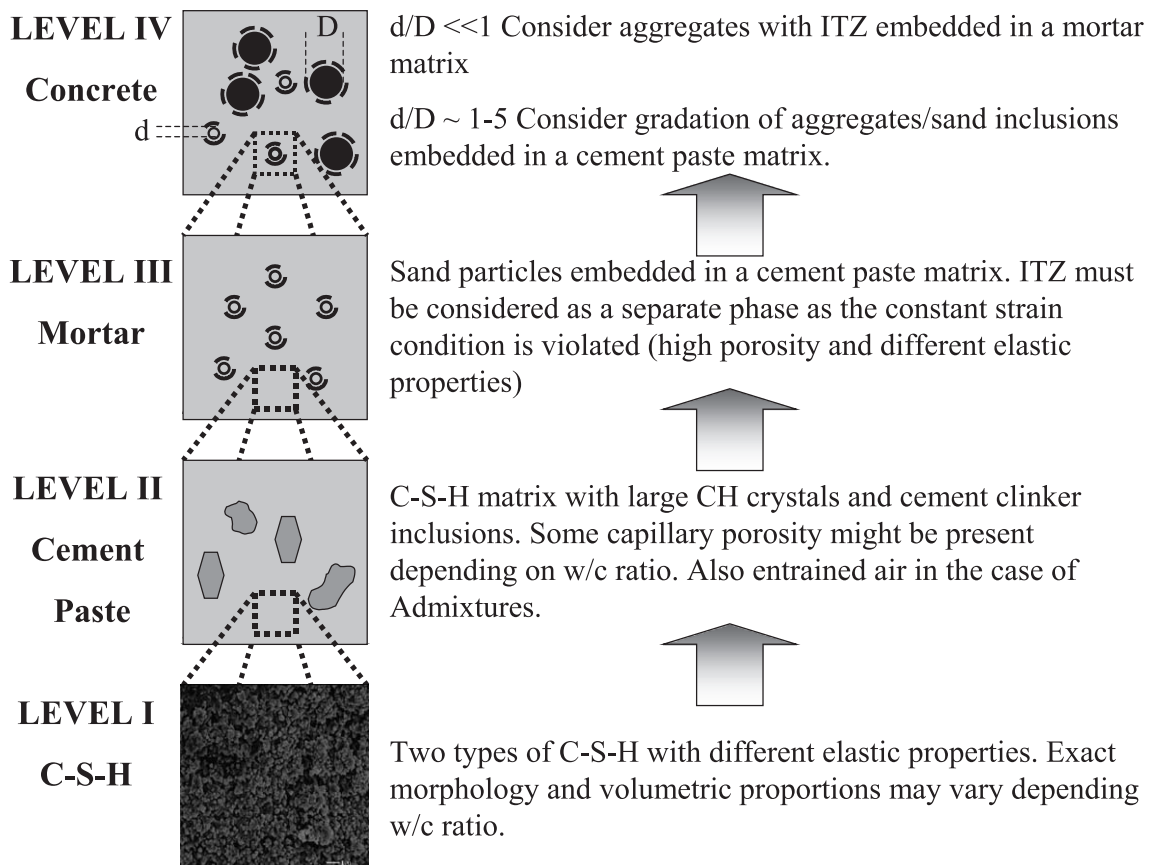 LEVEL IV
Concrete
D
d
d/D <<1 Consider aggregates with ITZ embedded in a mortar
matrix
d/D ~ 1-5 Consider gradation of aggregates/sand inclusions
embedded in a cement paste matrix.
LEVEL III
Mortar
Sand particles embedded in a cement paste matrix. ITZ must
be considered as a separate phase as the constant strain
condition is violated (high porosity and different elastic
properties)
LEVEL II
Cement
Paste
C-S-H matrix with large CH crystals and cement clinker
inclusions. Some capillary porosity might be present
depending on w/c ratio. Also entrained air in the case of
Admixtures.
LEVEL I
C-S-H
Two types of C-S-H with different elastic properties. Exact
morphology and volumetric proportions may vary depending
w/c ratio.